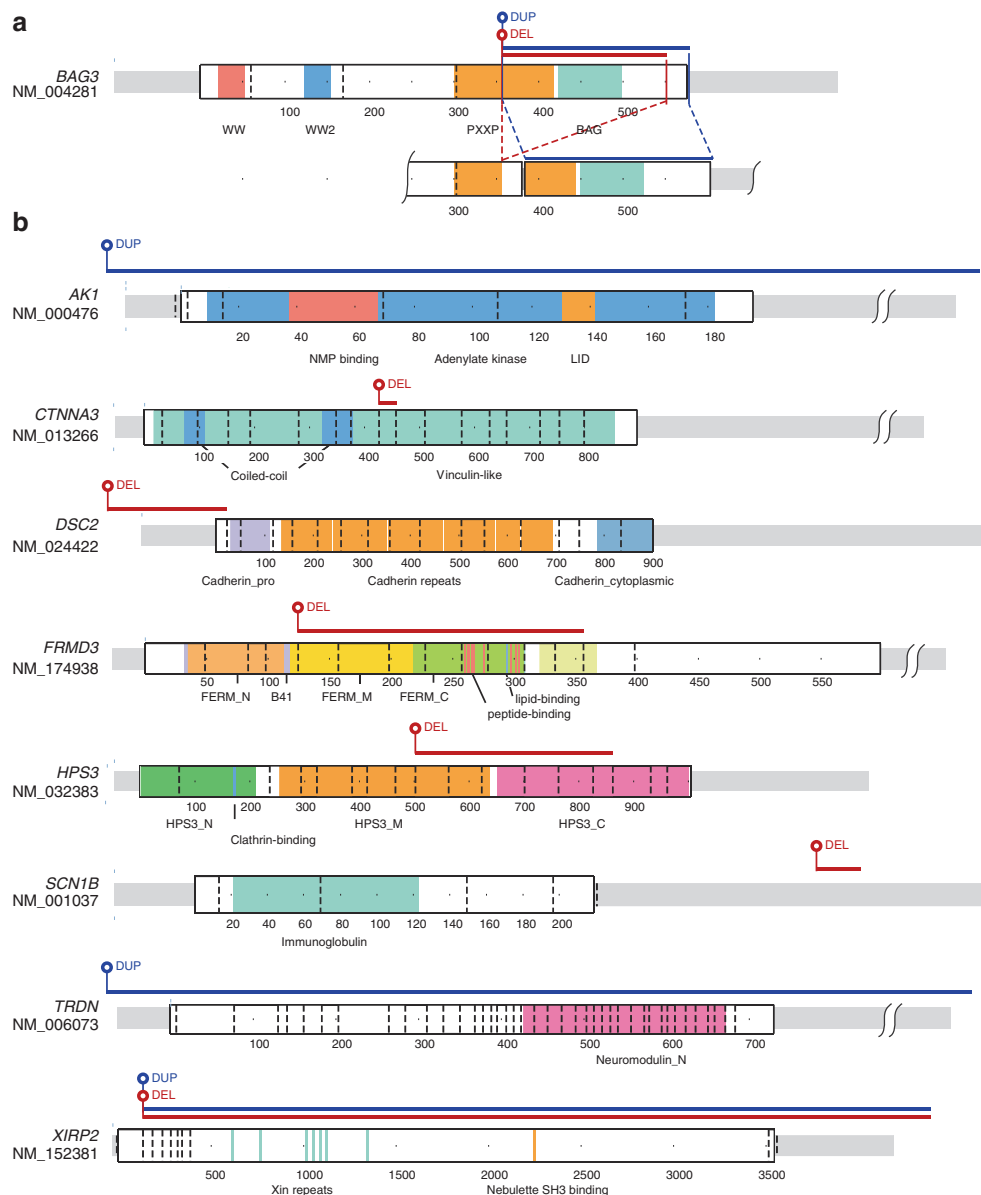 a
DUP
DEL
BAG3
NM_004281
100 200 300 400 500
WW WW2 PXXP BAG
300 400 500
b
DUP
AK1
NM_000476
20 40 60 80 100 120 140 160 180
NMP binding Adenylate kinase LID
DEL
CTNNA3
NM_013266
100 200 300 400 500 600 700 800
Coiled-coil Vinculin-like
DEL
DSC2
NM_024422
100 200 300 400 500 600 700 800 900
Cadherin_pro Cadherin repeats Cadherin_cytoplasmic
DEL
FRMD3
NM_174938
50 100 150 200 250 300 350 400 450 500 550
FERM_N B41 FERM_M FERM_C lipid-binding
peptide-binding
DEL
HPS3
NM_032383
100 200 300 400 500 600 700 800 900
HPS3_N HPS3_M HPS3_C
Clathrin-binding
DEL
SCN1B
NM_001037
20 40 60 80 100 120 140 160 180 200
Immunoglobulin
DUP
TRDN
NM_006073
100 200 300 400 500 600 700
Neuromodulin_N
DUP
DEL
XIRP2
NM_152381
500 1000 1500 2000 2500 3000 3500
Xin repeats Nebulette SH3 binding